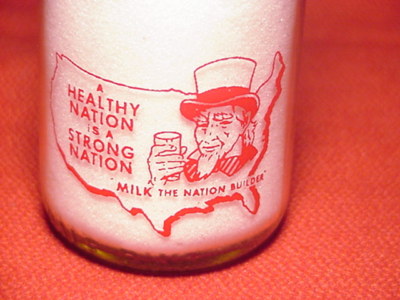 A
HEALTHY
NATION
IS A
STRONG
NATION
"MILK THE NATION BUILDER"